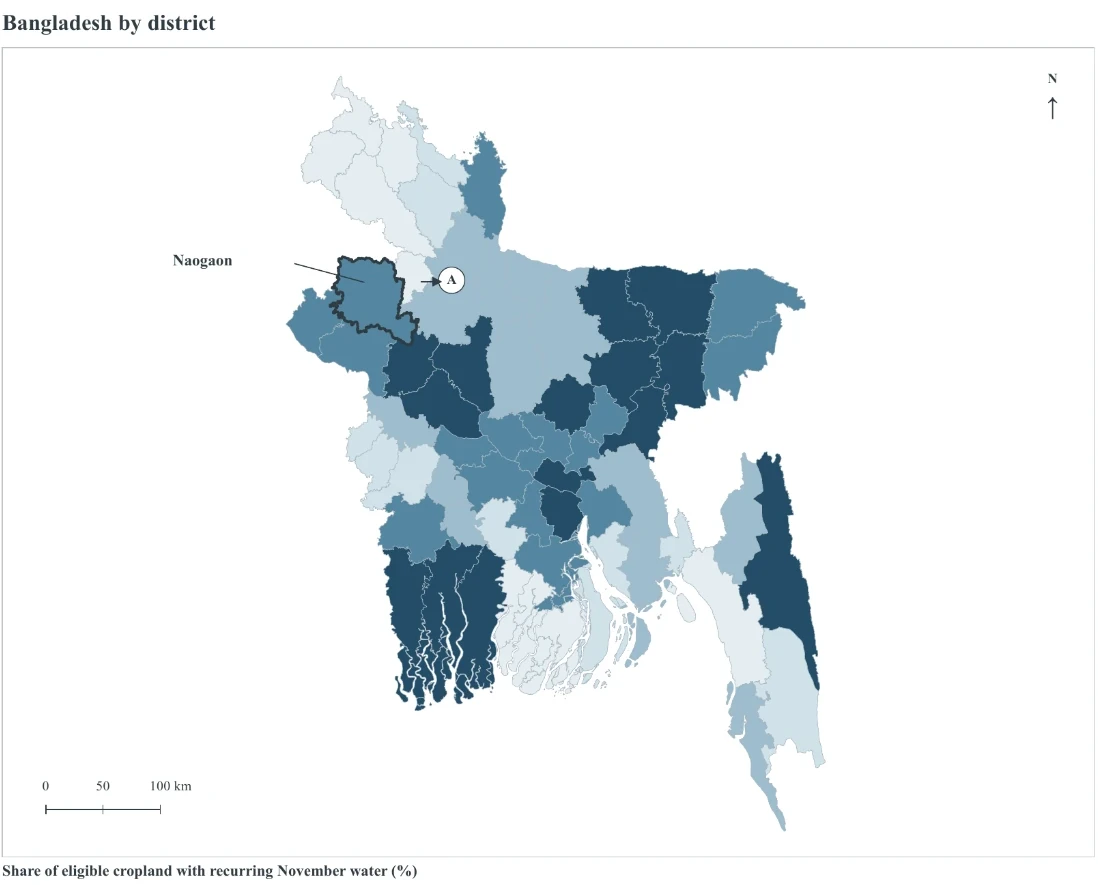 Bangladesh by district
N
Naogaon
A
0 50 100 km
Share of eligible cropland with recurring November water (%)